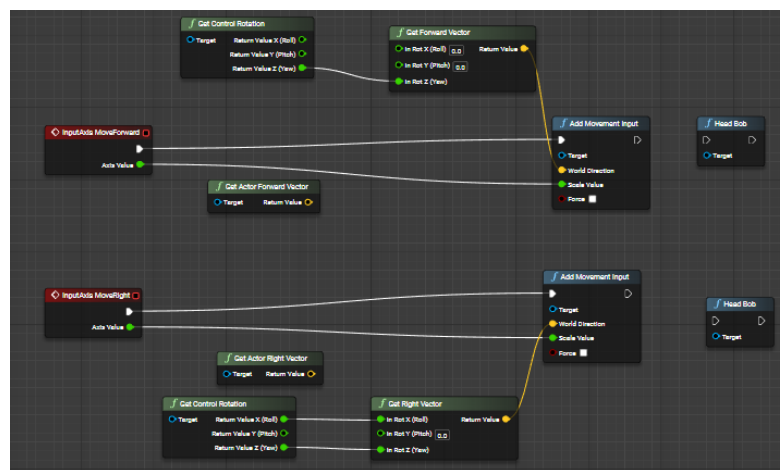 Get Control Rotation
Target Return Value X (Roll)
Return Value Y (Pitch)
Return Value Z (Yaw)
Get Forward Vector
In Rot X (Roll) 0.0 Return Value
In Rot Y (Pitch) 0.0
In Rot Z (Yaw)
InputAxis MoveForward
Axis Value
Get Actor Forward Vector
Target Return Value
Add Movement Input
Target
World Direction
Scale Value
Force
Head Bob
Target
InputAxis MoveRight
Axis Value
Get Actor Right Vector
Target Return Value
Get Control Rotation
Target Return Value X (Roll)
Return Value Y (Pitch)
Return Value Z (Yaw)
Get Right Vector
In Rot X (Roll) Return Value
In Rot Y (Pitch) 0.0
In Rot Z (Yaw)
Add Movement Input
Target
World Direction
Scale Value
Force
Head Bob
Target